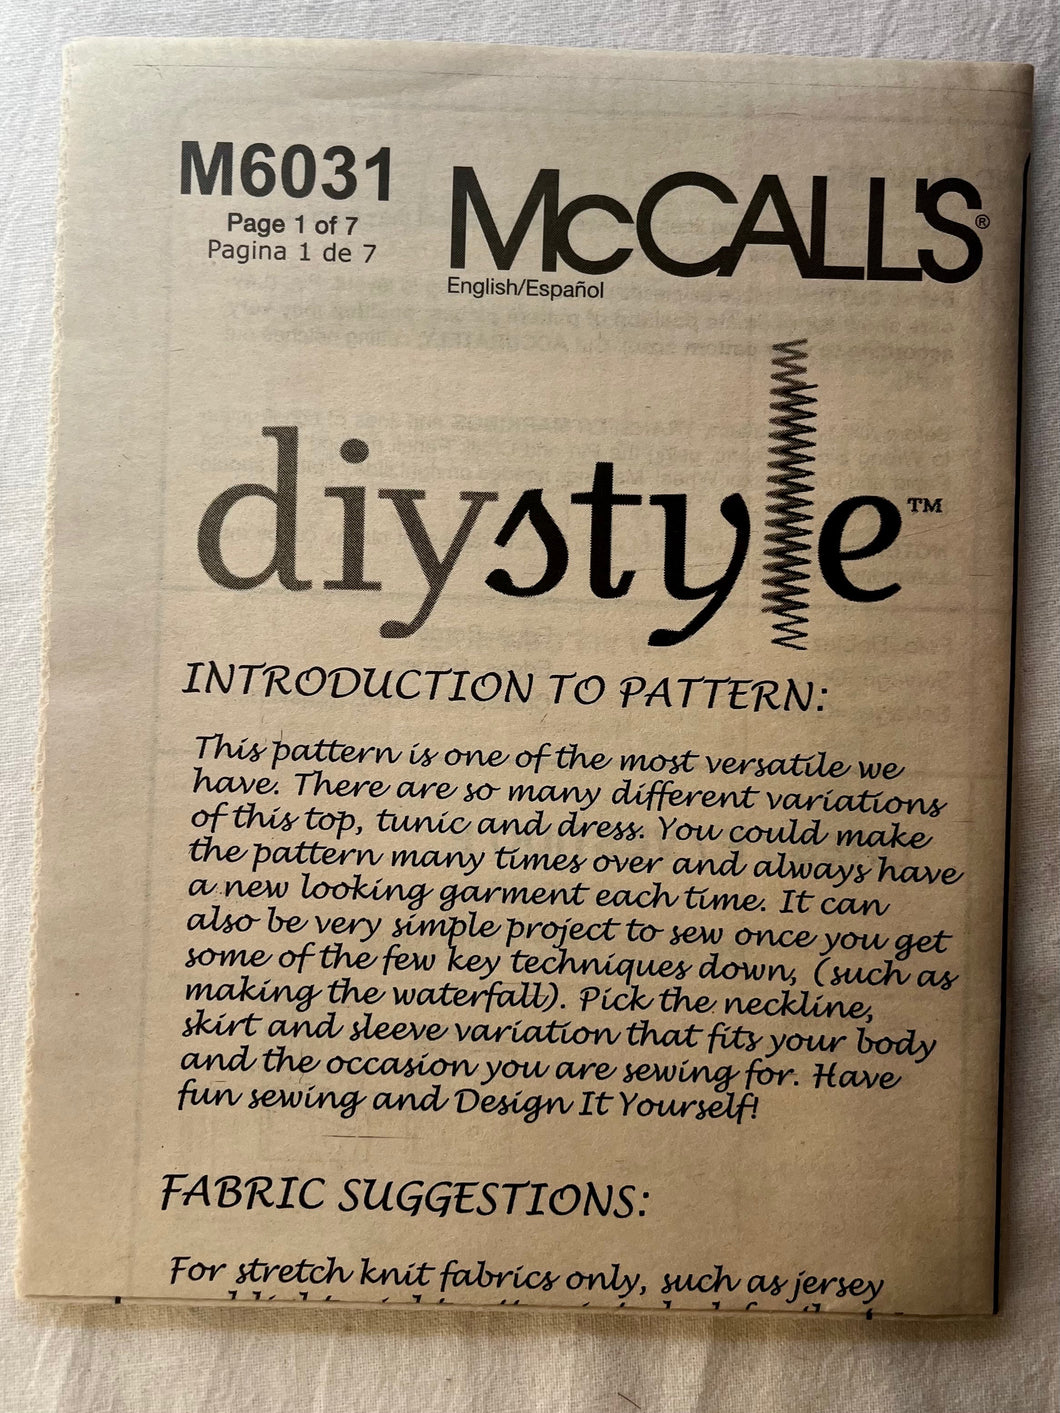 M6031
Page 1 of 7
Pagina 1 de 7
McCALL'S®
English/Español
diystyle™
INTRODUCTION TO PATTERN:
This pattern is one of the most versatile we
have. There are so many different variations
of this top, tunic and dress. You could make
the pattern many times over and always have
a new looking garment each time. It can
also be very simple project to sew once you get
some of the few key techniques down, (such as
making the waterfall). Pick the neckline,
skirt and sleeve variation that fits your body
and the occasion you are sewing for. Have
fun sewing and Design It Yourself!
FABRIC SUGGESTIONS:
For stretch knit fabrics only, such as jersey